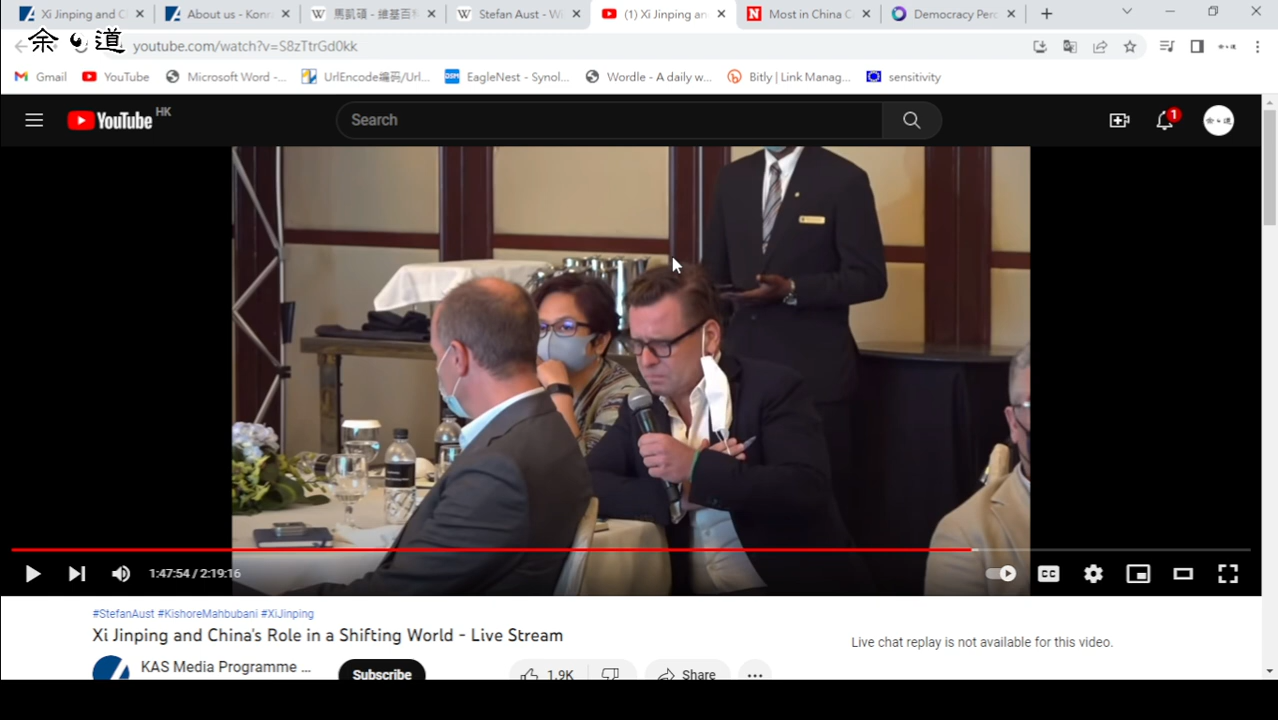 Xi Jinping and C
About us - Konr
馬凱碩 - 維基百
Stefan Aust - Wi
(1) Xi Jinping an
Most in China C
Democracy Perc
余 道
youtube.com/watch?v=S8zTtrGd0kk
Gmail
YouTube
Microsoft Word -...
UrlEncode編码/Url...
EagleNest - Synol...
Wordle - A daily w...
Bitly | Link Manag...
sensitivity
YouTube HK
Search
1
1:47:54 / 2:19:16
CC
#StefanAust #KishoreMahbubani #XiJinping
Xi Jinping and China's Role in a Shifting World - Live Stream
Live chat replay is not available for this video.
KAS Media Programme ...
Subscribe
1.9K
Share